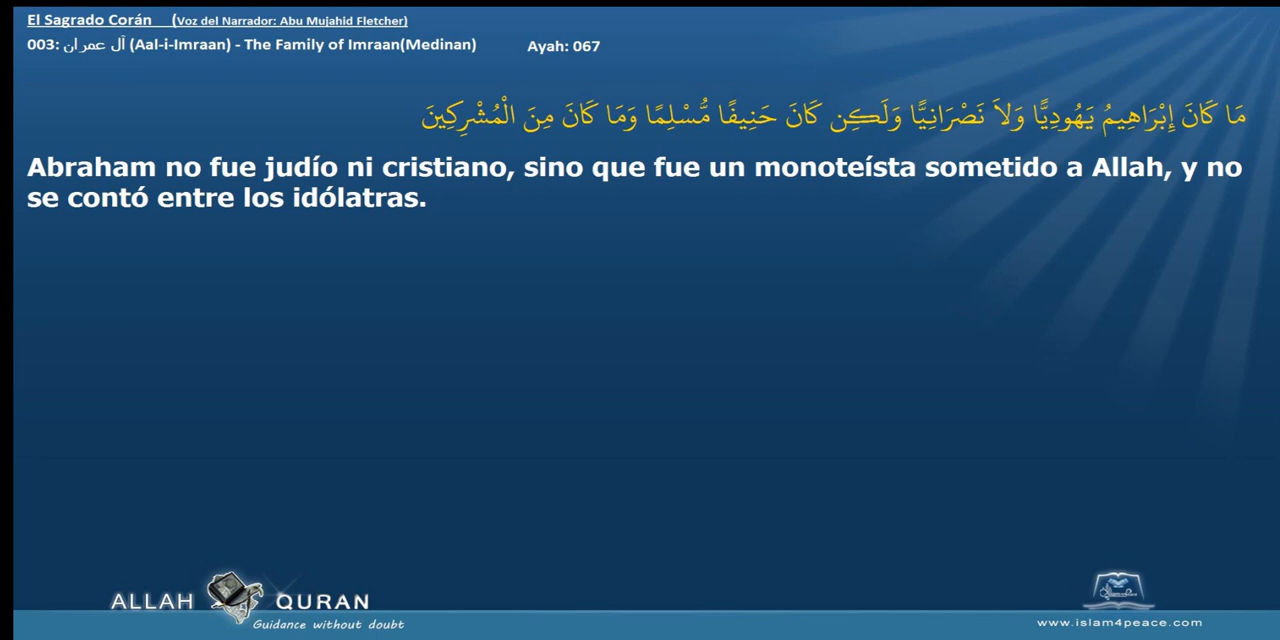 El Sagrado Corán (Voz del Narrador: Abu Mujahid Fletcher)
003: آل عمران (Aal-i-Imraan) - The Family of Imraan(Medinan) Ayah: 067
مَا كَانَ إِبْرَاهِيمُ يَهُودِيًّا وَلاَ نَصْرَانِيًّا وَلَكِن كَانَ حَنِيفًا مُّسْلِمًا وَمَا كَانَ مِنَ الْمُشْرِكِينَ
Abraham no fue judío ni cristiano, sino que fue un monoteísta sometido a Allah, y no
se contó entre los idólatras.
ALLAH QURAN
Guidance without doubt
www.islam4peace.com